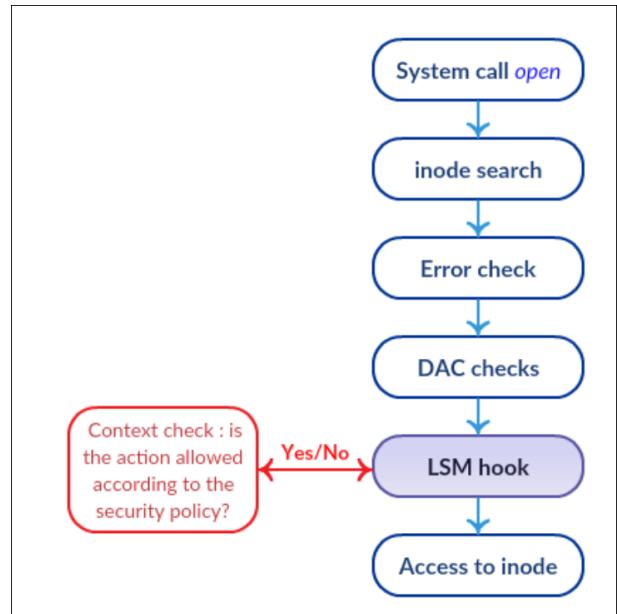 System call open
inode search
Error check
DAC checks
Context check : is
the action allowed
according to the
security policy?
Yes/No
LSM hook
Access to inode